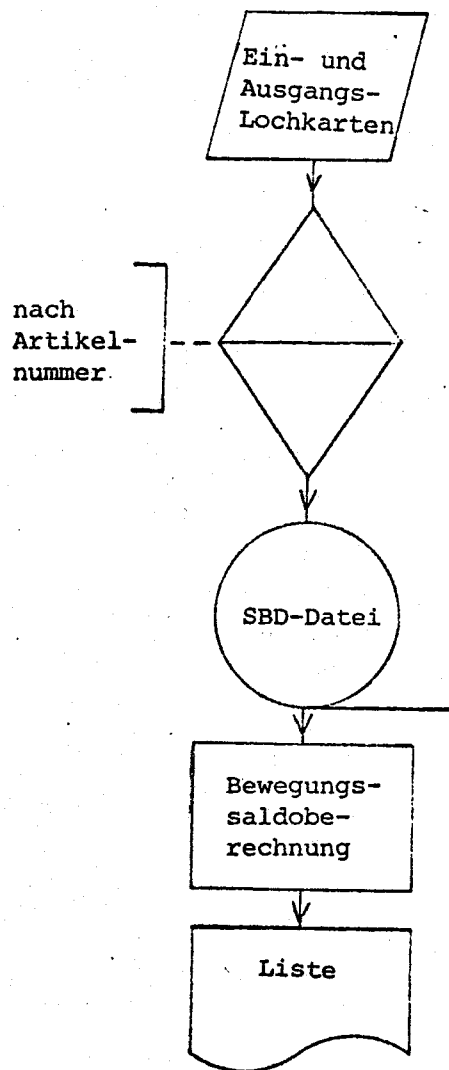 Ein- und
Ausgangs-
Lochkarten
nach
Artikel-
nummer
SBD-Datei
Bewegungs-
saldobe-
rechnung
Liste